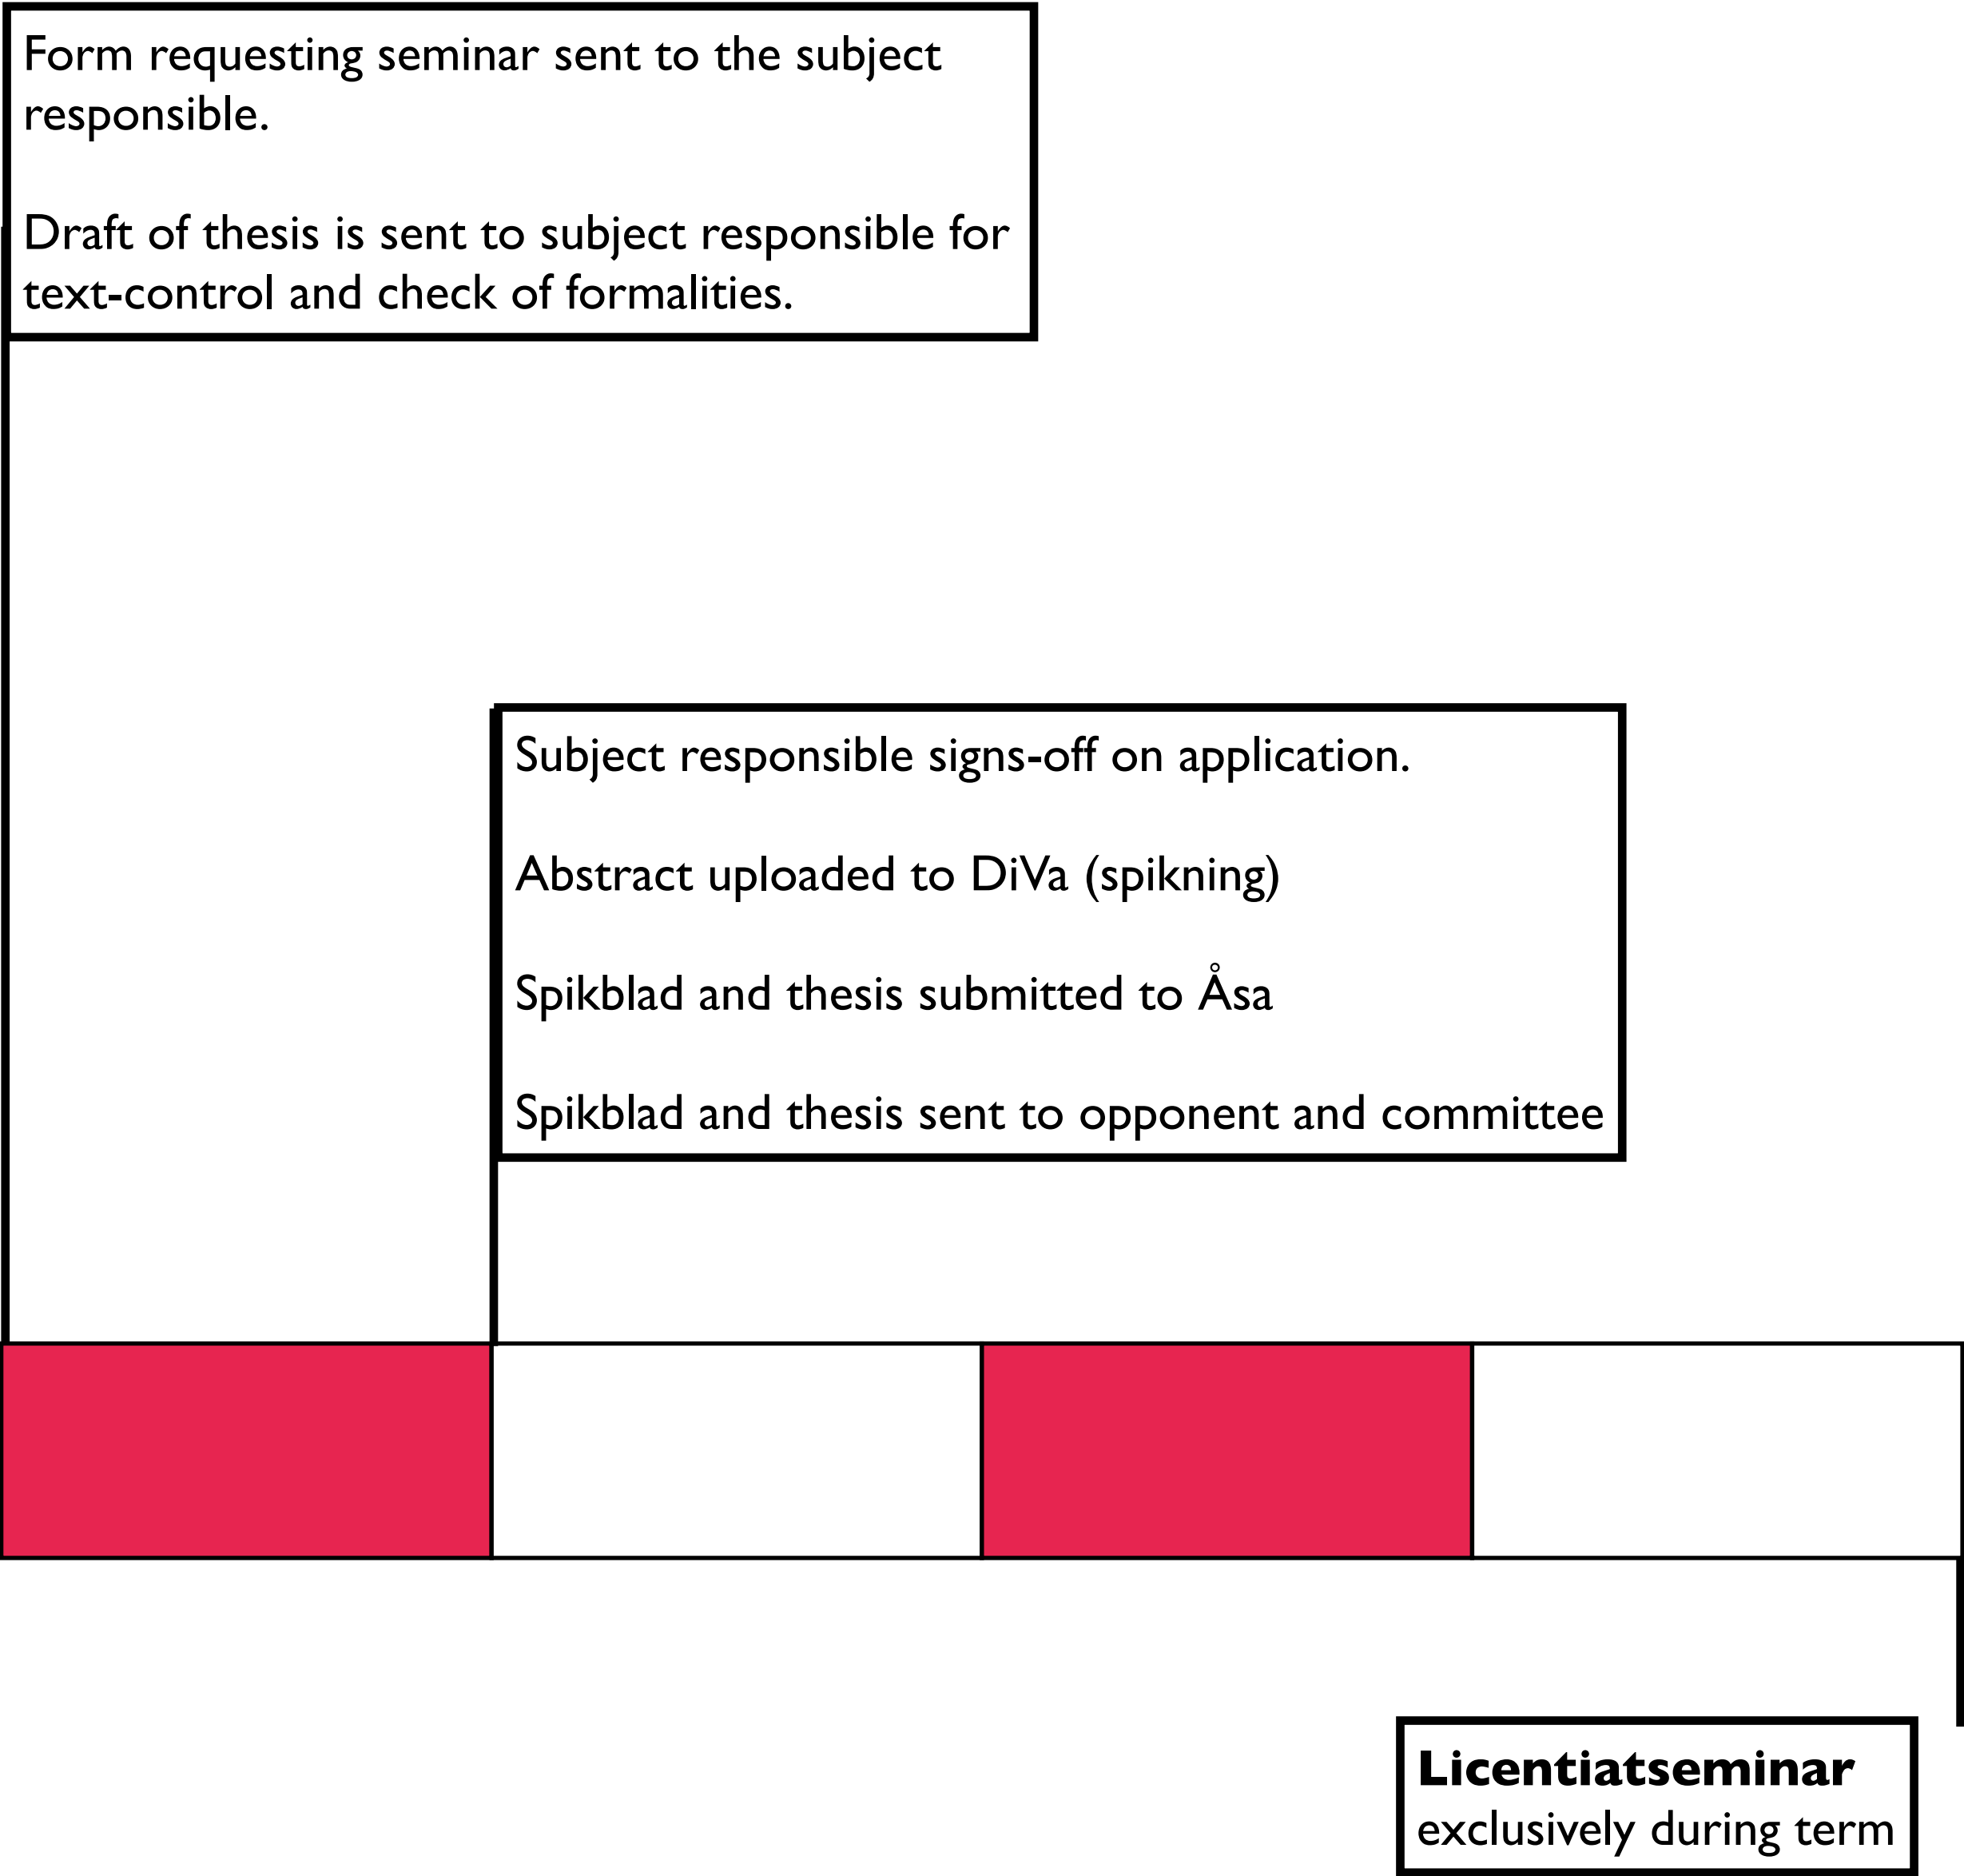 Form requesting seminar sent to the subject
responsible.
Draft of thesis is sent to subject responsible for
text-control and check of formalities.
Subject responsible signs-off on application.
Abstract uploaded to DiVa (spikning)
Spikblad and thesis submitted to Åsa
Spikblad and thesis sent to opponent and committee
Licentiatseminar
exclusively during term